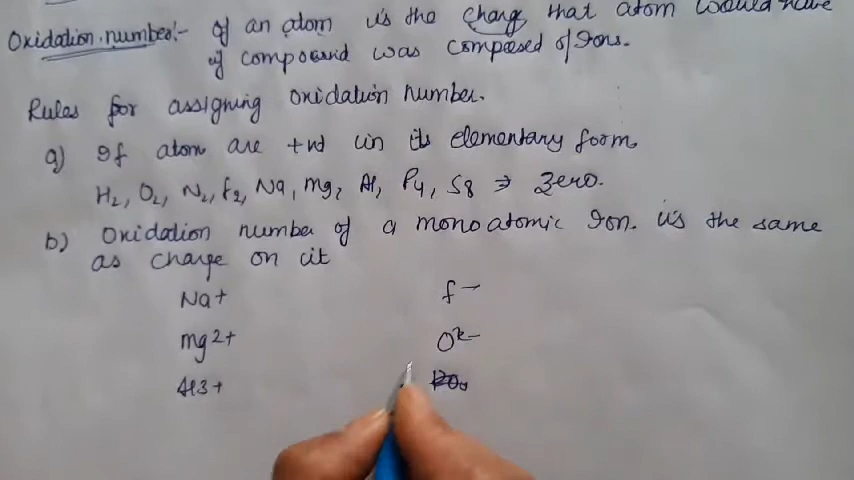 Oxidation number:- of an atom is the charge that atom would have
if compound was composed of Ions.
Rules for assigning oxidation number.
a) If atom are +nt in its elementary form.
H2, O2, N2, F2, Na, mg, Al, P4, S8 ⇒ Zero.
b) Oxidation number of a monoatomic Ion. is the same
as charge on it
Na+ f-
mg2+ O2-
Al3+